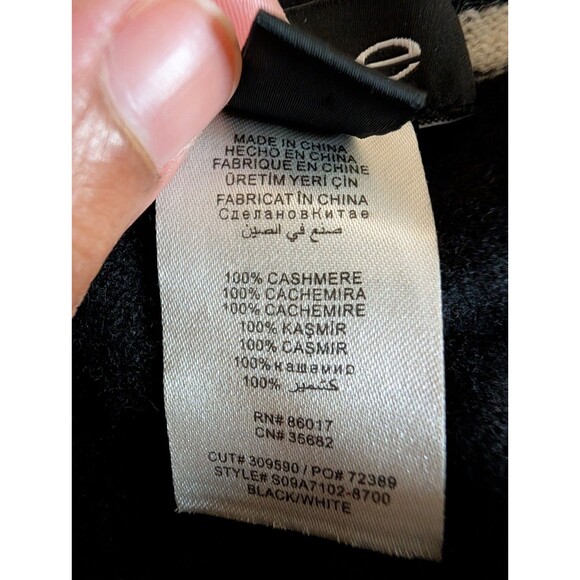 e
MADE IN CHINA
HECHO EN CHINA
FABRIQUE EN CHINE
ÜRETİM YERİ ÇİN
FABRICAT ÎN CHINA
СделановКитае
صنع في الصين
100% CASHMERE
100% CACHEMIRA
100% CACHEMIRE
100% KAŞMİR
100% CAŞMIR
100% кашемир
100% كشمير
RN# 86017
CN# 35682
CUT# 309590 / PO# 72389
STYLE# S09A7102-8700
BLACK/WHITE